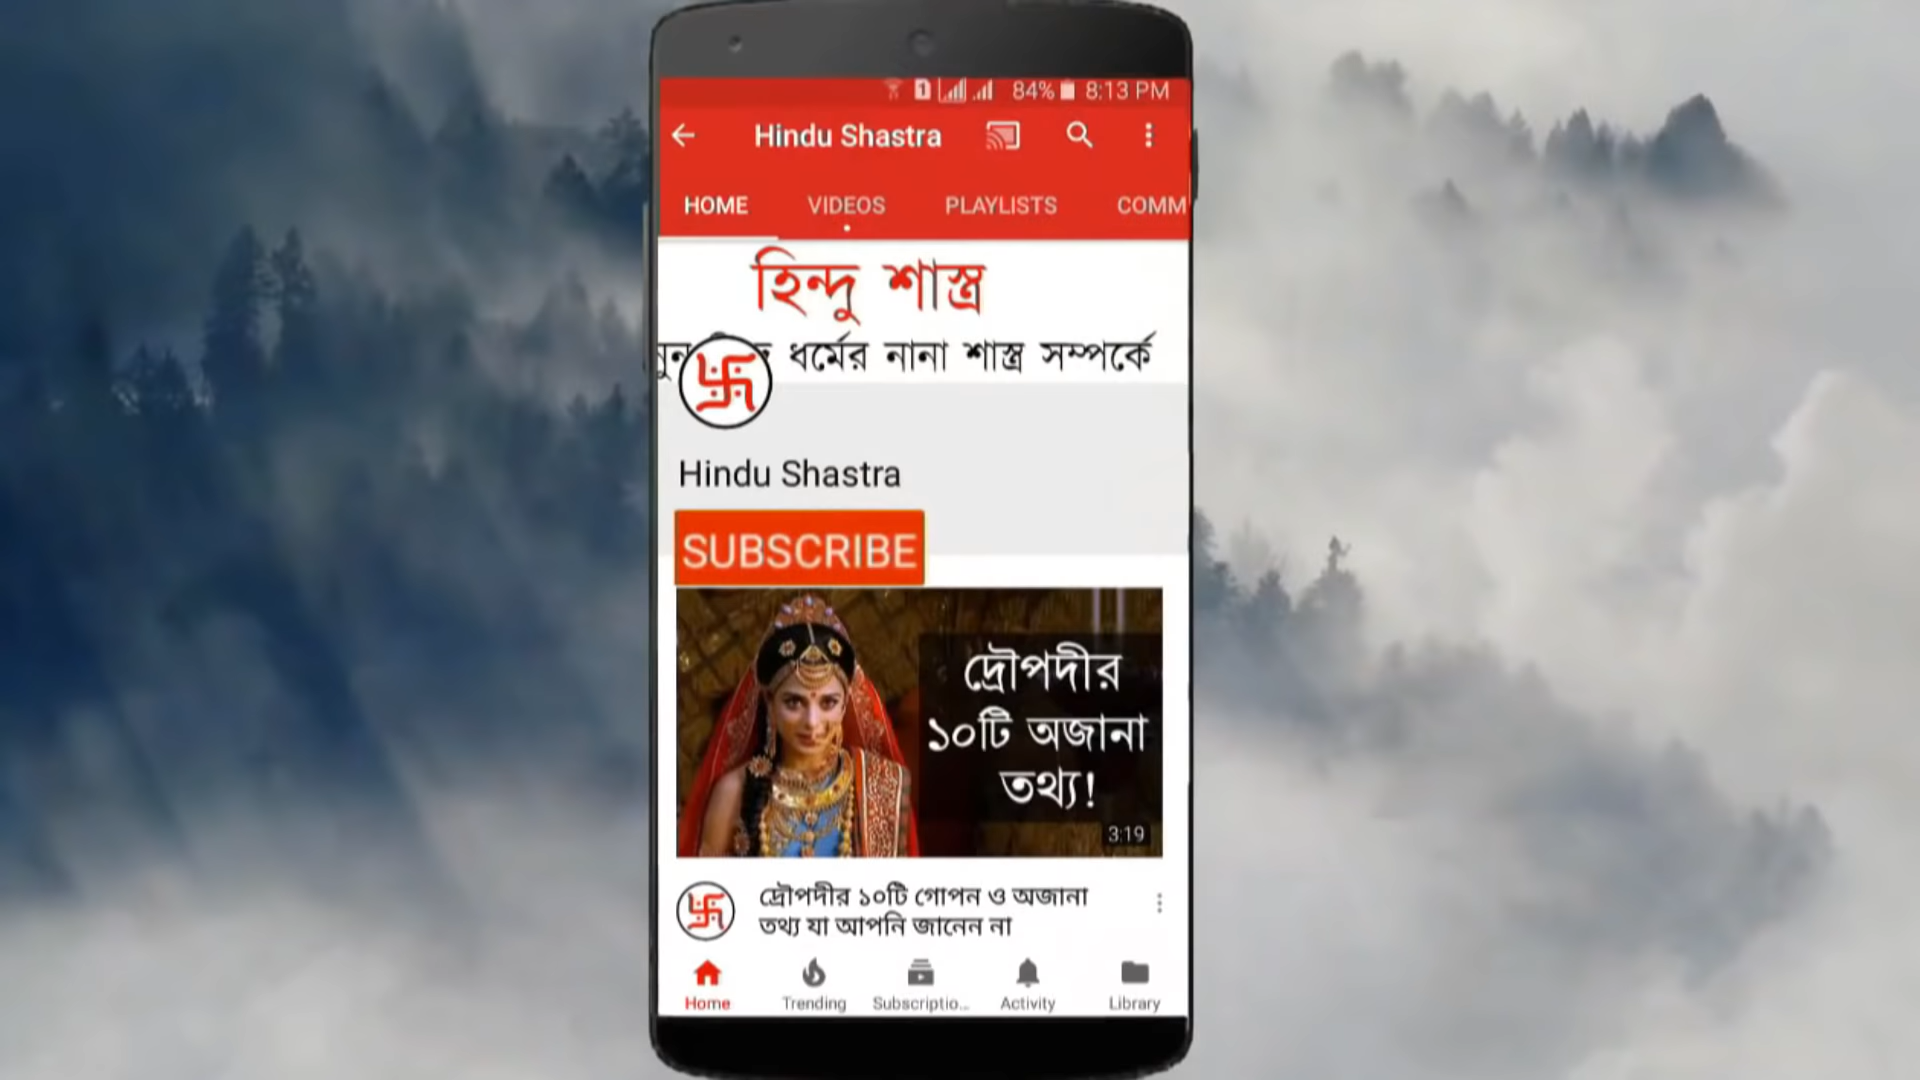 84% 8:13 PM
Hindu Shastra
HOME VIDEOS PLAYLISTS COMM
হিন্দু শাস্ত্র
ধর্মের নানা শাস্ত্র সম্পর্কে
Hindu Shastra
SUBSCRIBE
দ্রৌপদীর
১০টি অজানা
তথ্য!
3:19
দ্রৌপদীর ১০টি গোপন ও অজানা
তথ্য যা আপনি জানেন না
Home Trending Subscriptio... Activity Library